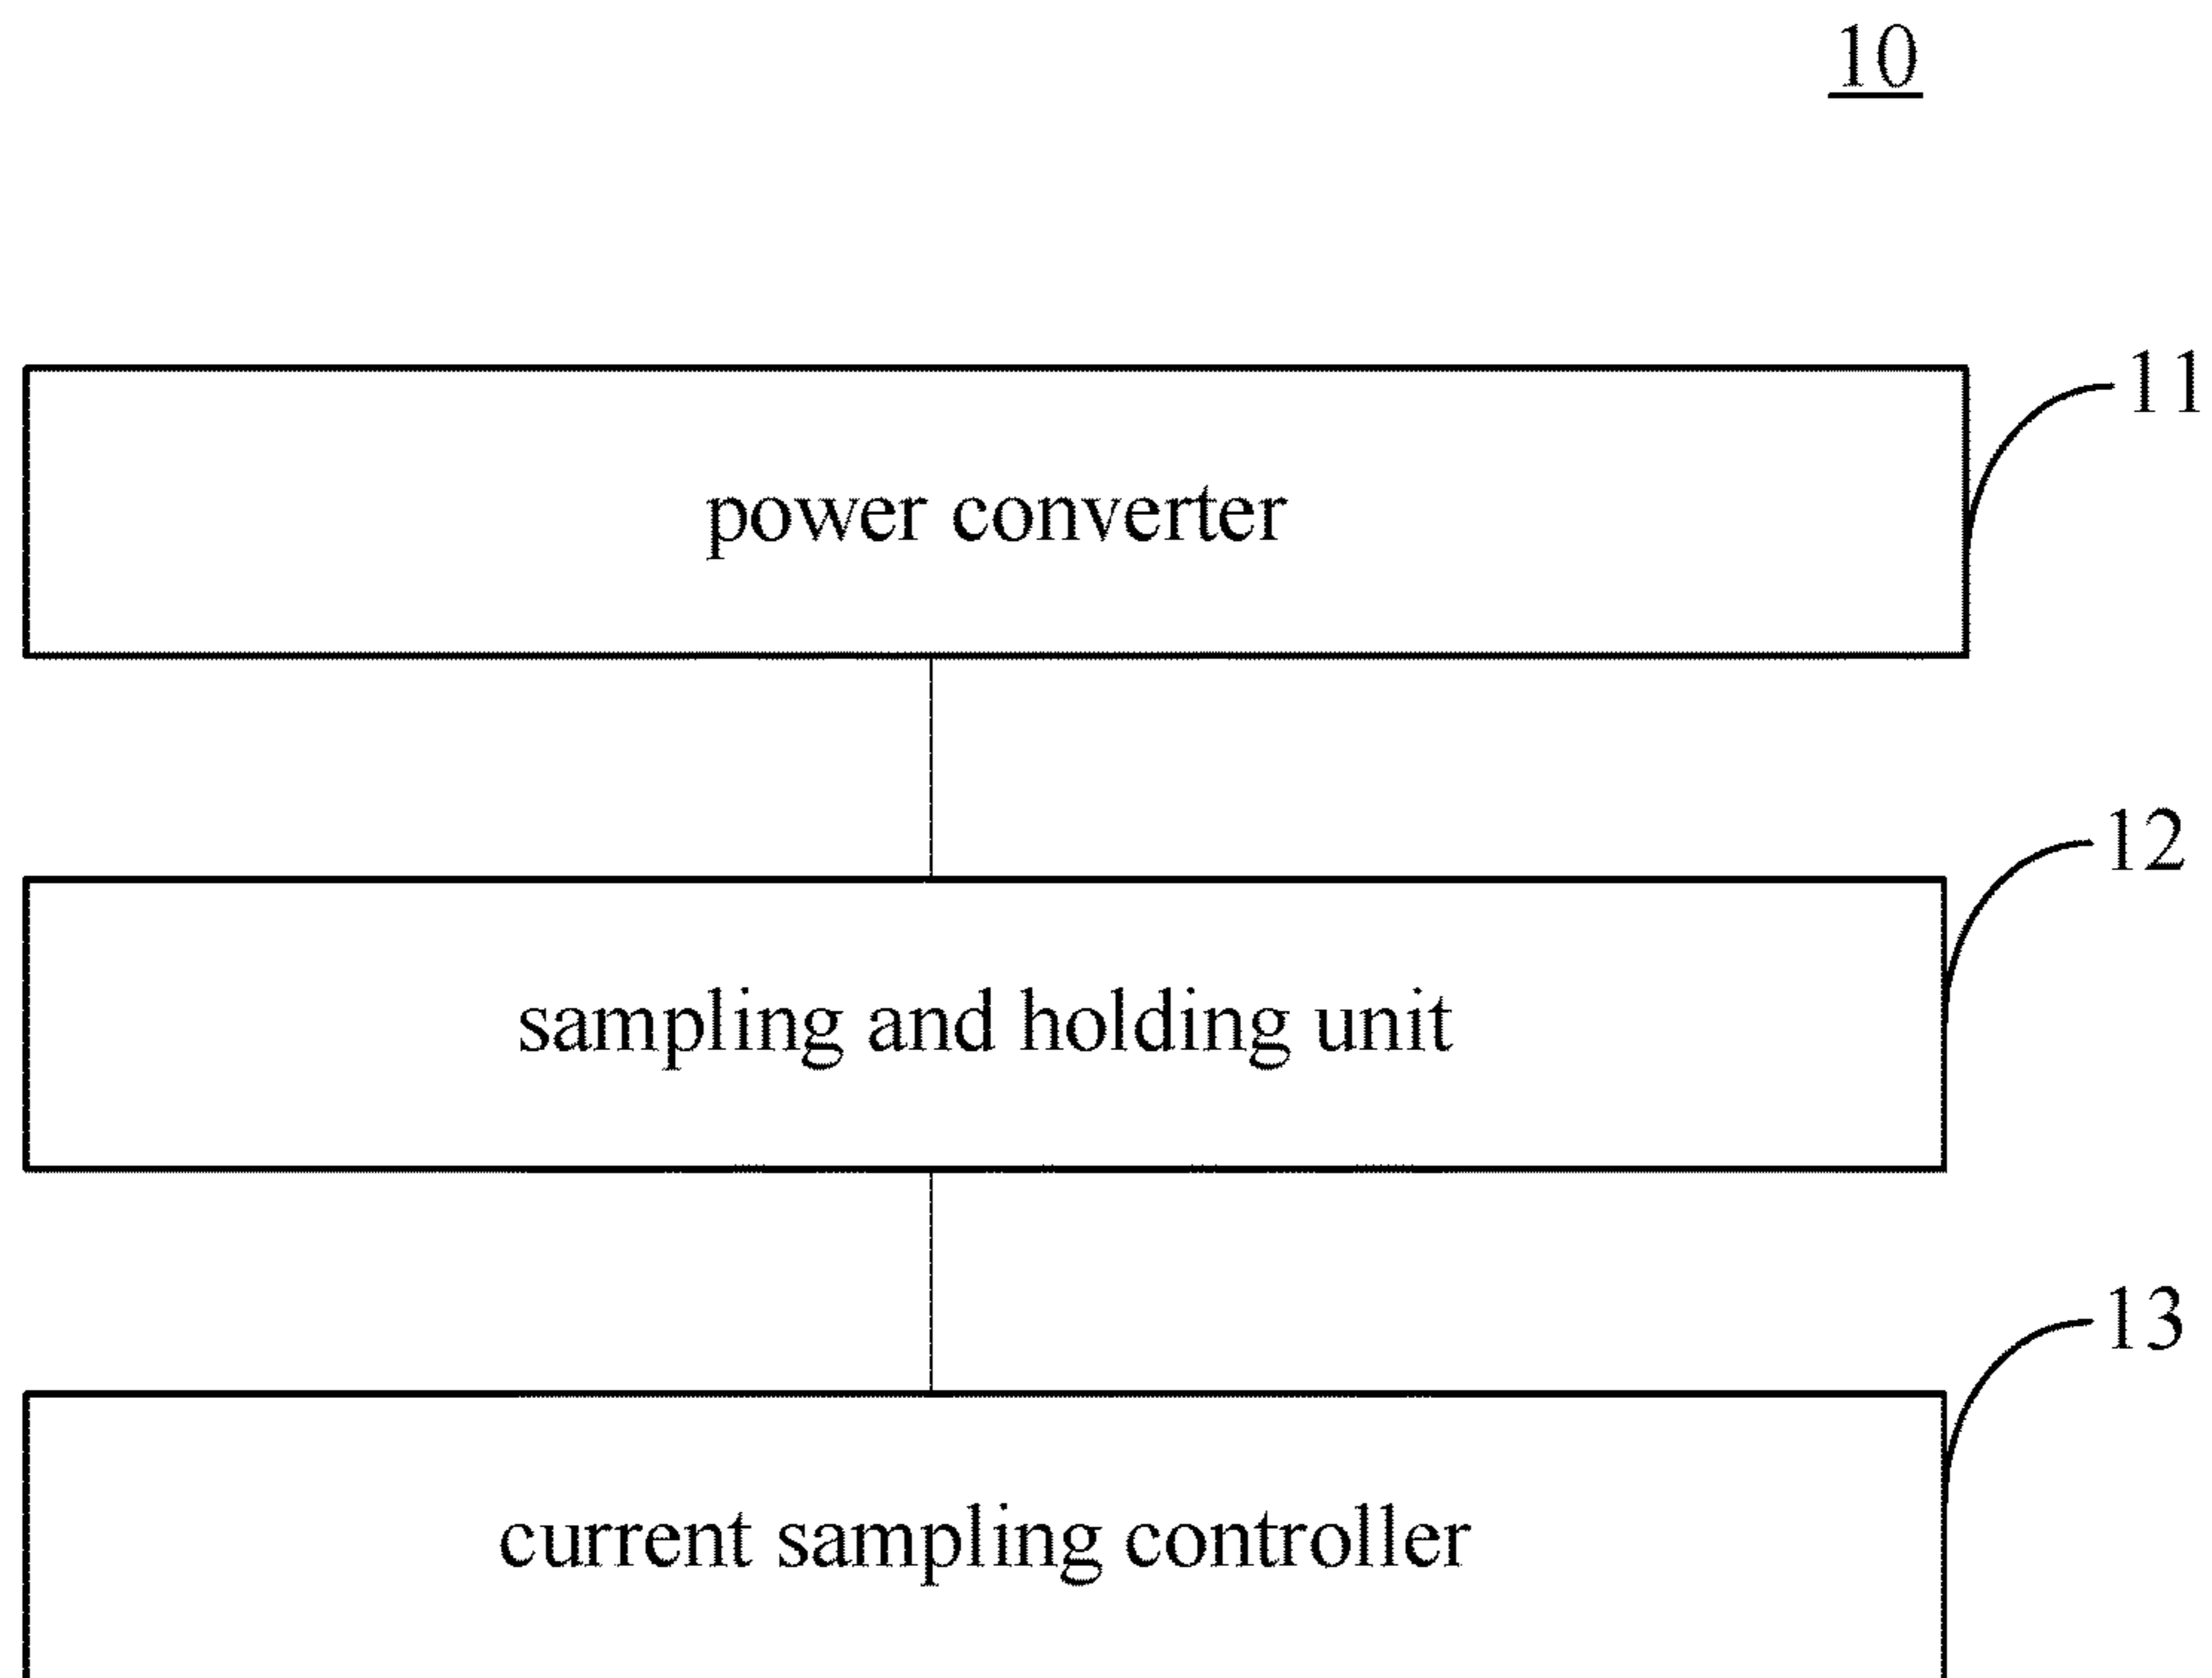 10
11
power converter
12
sampling and holding unit
13
current sampling controller